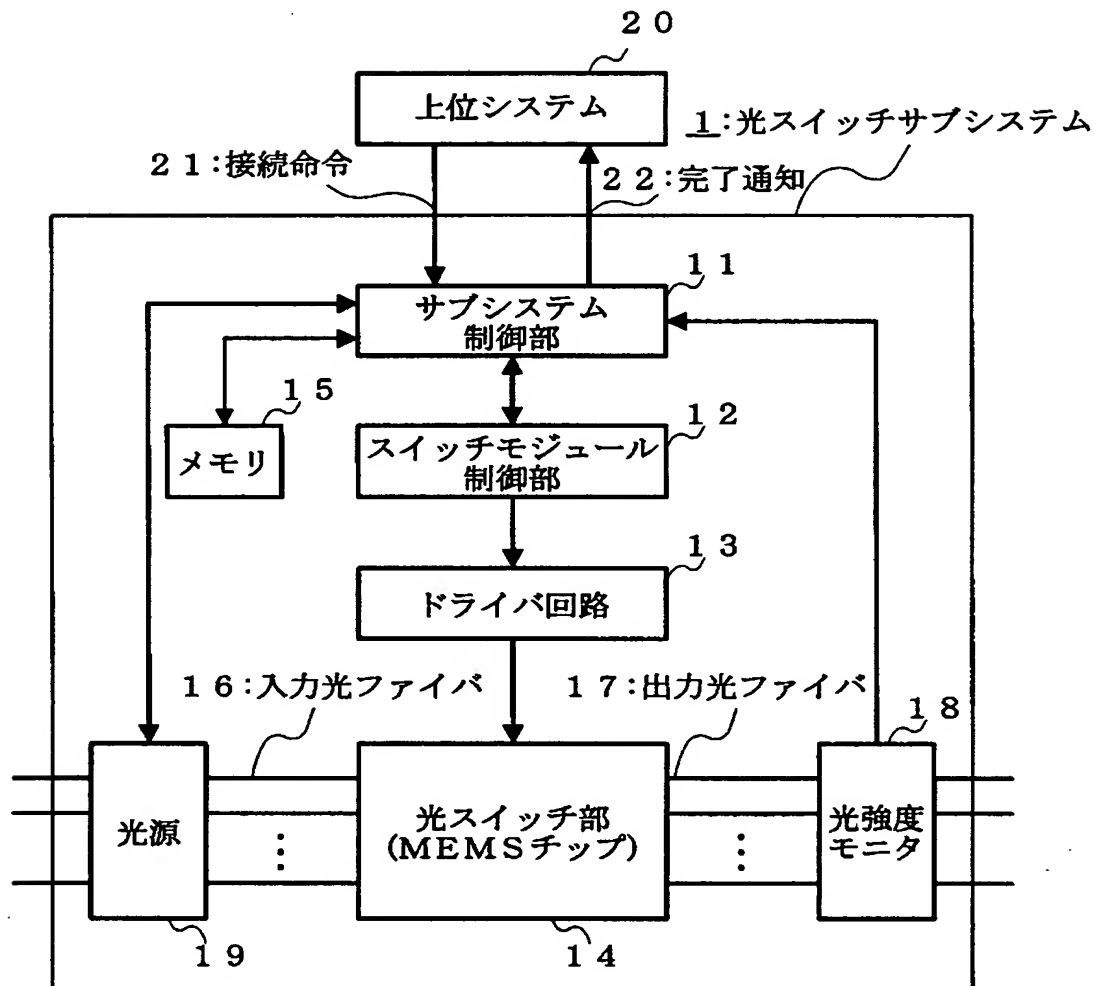 ２０
上位システム
１:光スイッチサブシステム
２１:接続命令
２２:完了通知
１１
サブシステム
制御部
１５
メモリ
１２
スイッチモジュール
制御部
１３
ドライバ回路
１６:入力光ファイバ
１７:出力光ファイバ
１８
光源
光スイッチ部
(ＭＥＭＳチップ)
光強度
モニタ
１９
１４